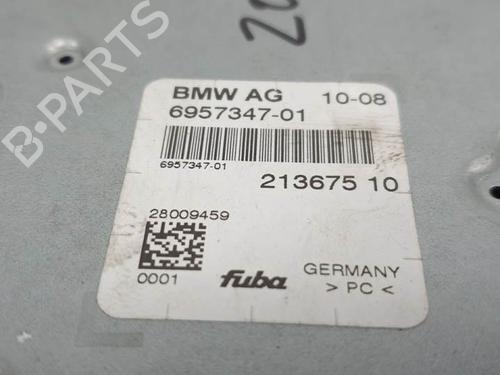 B-PARTS
BMW AG 10-08
6957347-01
6957347-01
213675 10
28009459
0001
fuba
GERMANY
> PC <